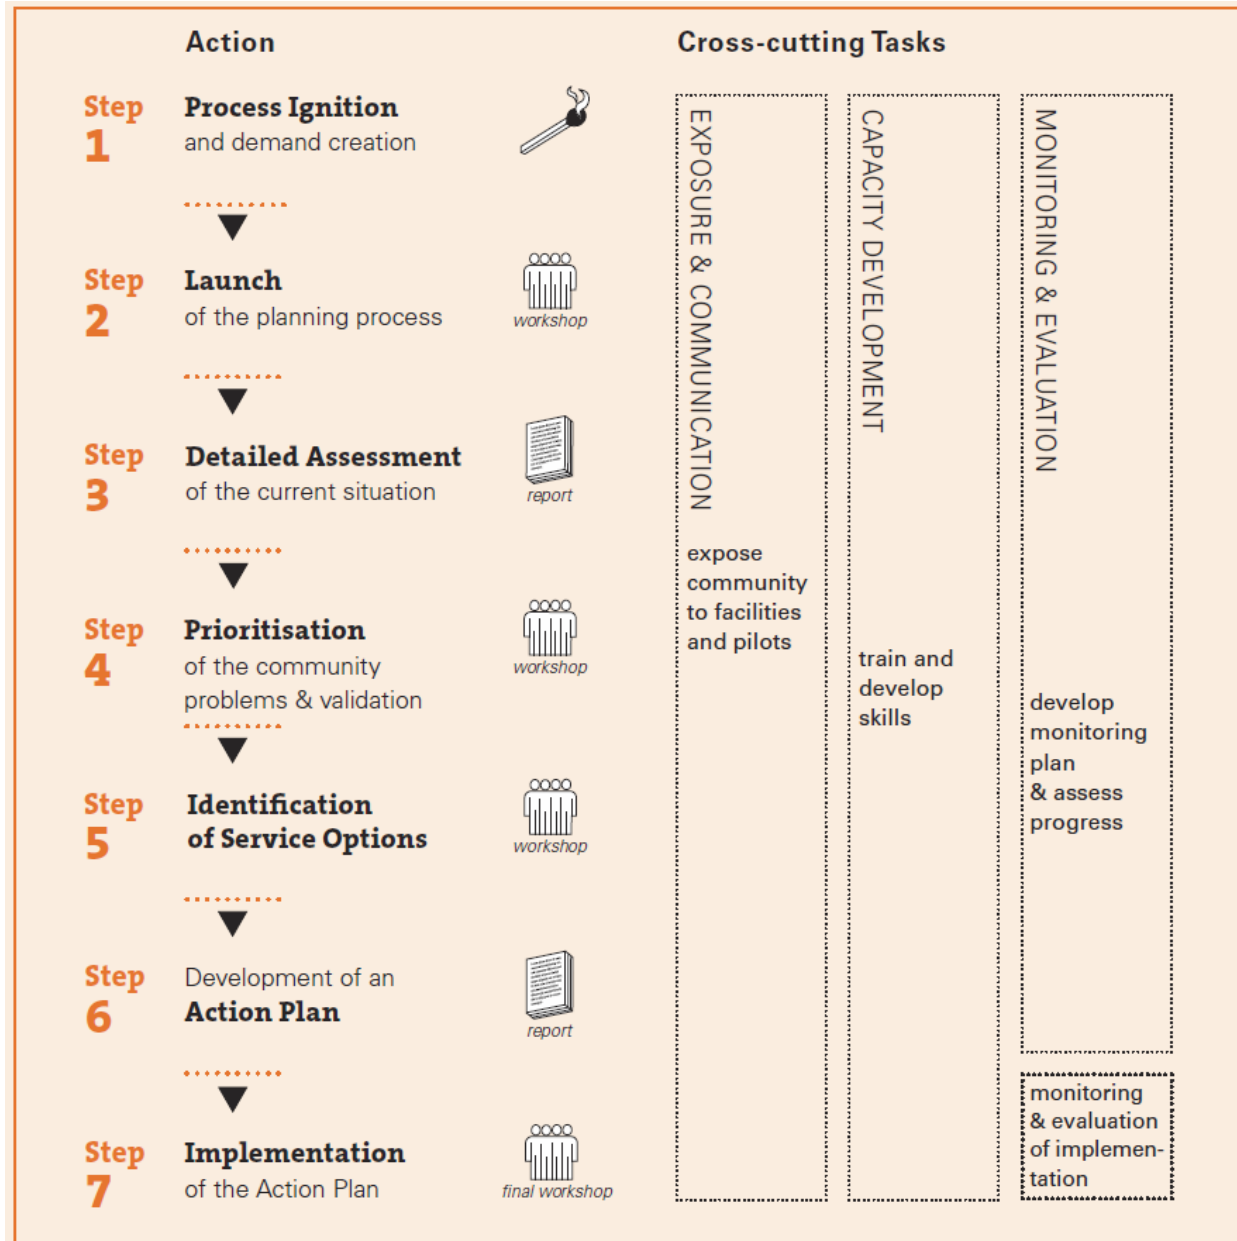 Action
Cross-cutting Tasks
Step
1
Process Ignition
and demand creation
Step
2
Launch
of the planning process
workshop
Step
3
Detailed Assessment
of the current situation
report
Step
4
Prioritisation
of the community
problems & validation
workshop
Step
5
Identification
of Service Options
workshop
Step
6
Development of an
Action Plan
report
Step
7
Implementation
of the Action Plan
final workshop
EXPOSURE & COMMUNICATION
expose
community
to facilities
and pilots
CAPACITY DEVELOPMENT
train and
develop
skills
MONITORING & EVALUATION
develop
monitoring
plan
& assess
progress
monitoring
& evaluation
of implemen-
tation